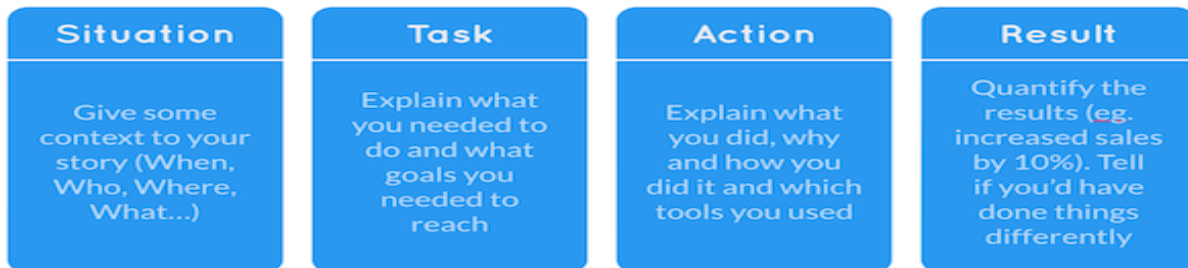 Situation
Give some
context to your
story (When,
Who, Where,
What...)
Task
Explain what
you needed to
do and what
goals you
needed to
reach
Action
Explain what
you did, why
and how you
did it and which
tools you used
Result
Quantify the
results (eg.
increased sales
by 10%). Tell
if you'd have
done things
differently